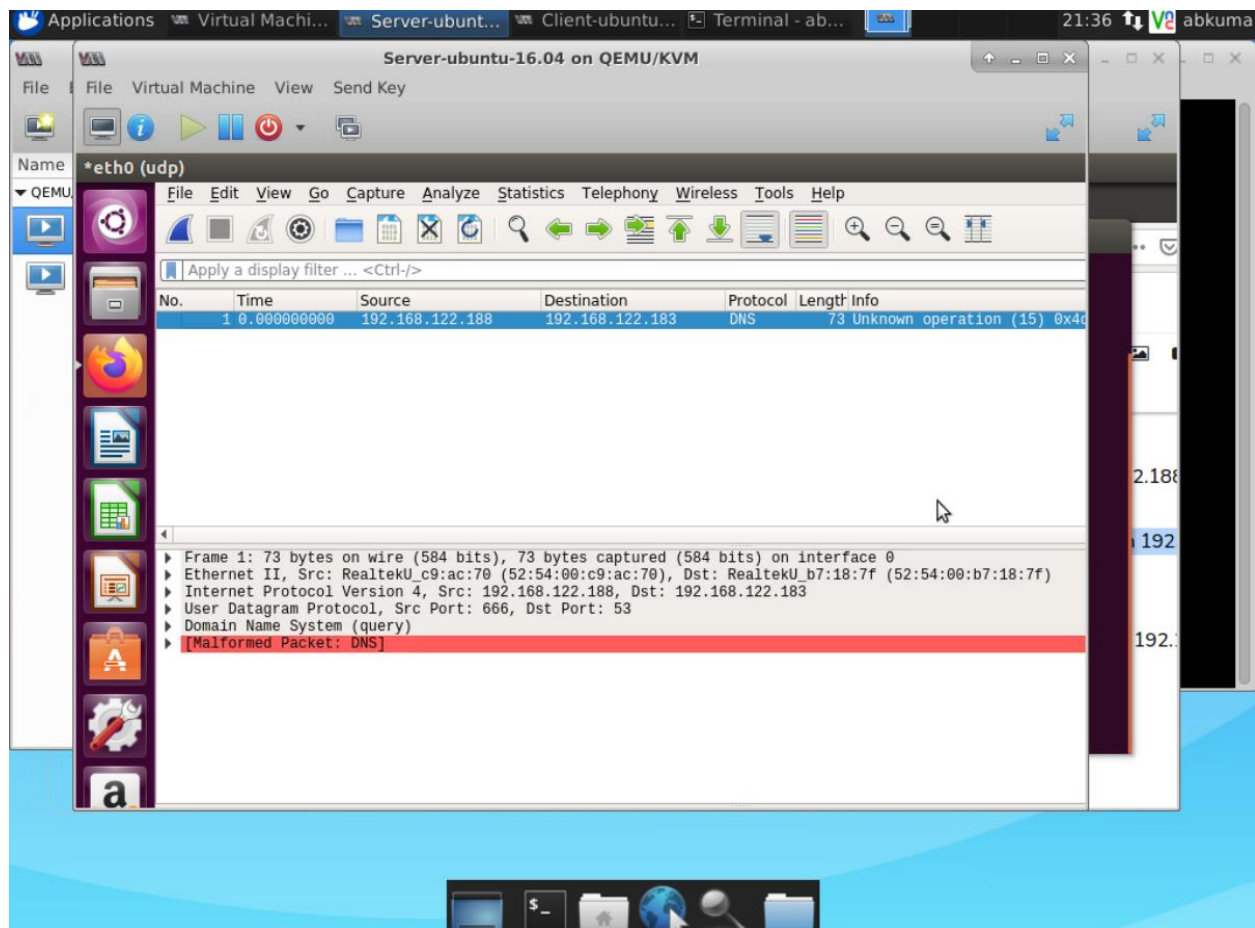 Applications Virtual Machi... Server-ubunt... Client-ubuntu... Terminal - ab... 21:36 abkuma
Server-ubuntu-16.04 on QEMU/KVM
File File Virtual Machine View Send Key
Name *eth0 (udp)
QEMU
File Edit View Go Capture Analyze Statistics Telephony Wireless Tools Help
Apply a display filter ... <Ctrl-/>
No. Time Source Destination Protocol Length Info
1 0.000000000 192.168.122.188 192.168.122.183 DNS 73 Unknown operation (15) 0x4d
2.188
Frame 1: 73 bytes on wire (584 bits), 73 bytes captured (584 bits) on interface 0
192
Ethernet II, Src: RealtekU_c9:ac:70 (52:54:00:c9:ac:70), Dst: RealtekU_b7:18:7f (52:54:00:b7:18:7f)
Internet Protocol Version 4, Src: 192.168.122.188, Dst: 192.168.122.183
User Datagram Protocol, Src Port: 666, Dst Port: 53
Domain Name System (query)
[Malformed Packet: DNS]
192.